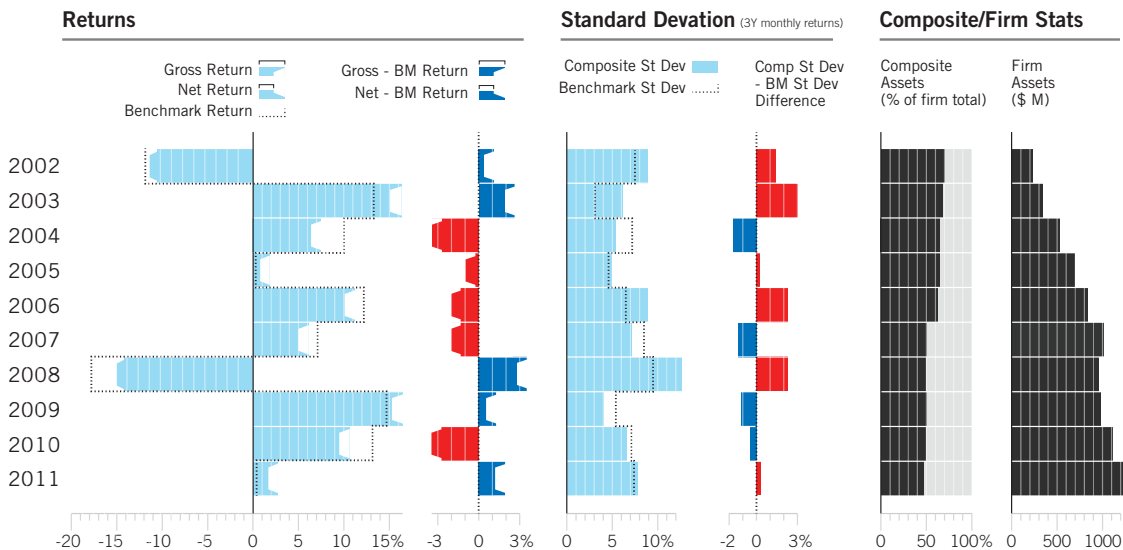 Returns
Standard Devation (3Y monthly returns)
Composite/Firm Stats
Gross Return
Net Return
Benchmark Return
Gross - BM Return
Net - BM Return
Composite St Dev
Benchmark St Dev
Comp St Dev
- BM St Dev
Difference
Composite
Assets
(% of firm total)
Firm
Assets
($ M)
2002
2003
2004
2005
2006
2007
2008
2009
2010
2011
-20 -15 -10 -5 0 5 10 15%
-3 0 3%
0 5 10%
-2 0 3%
0 50 100
0 500 1000